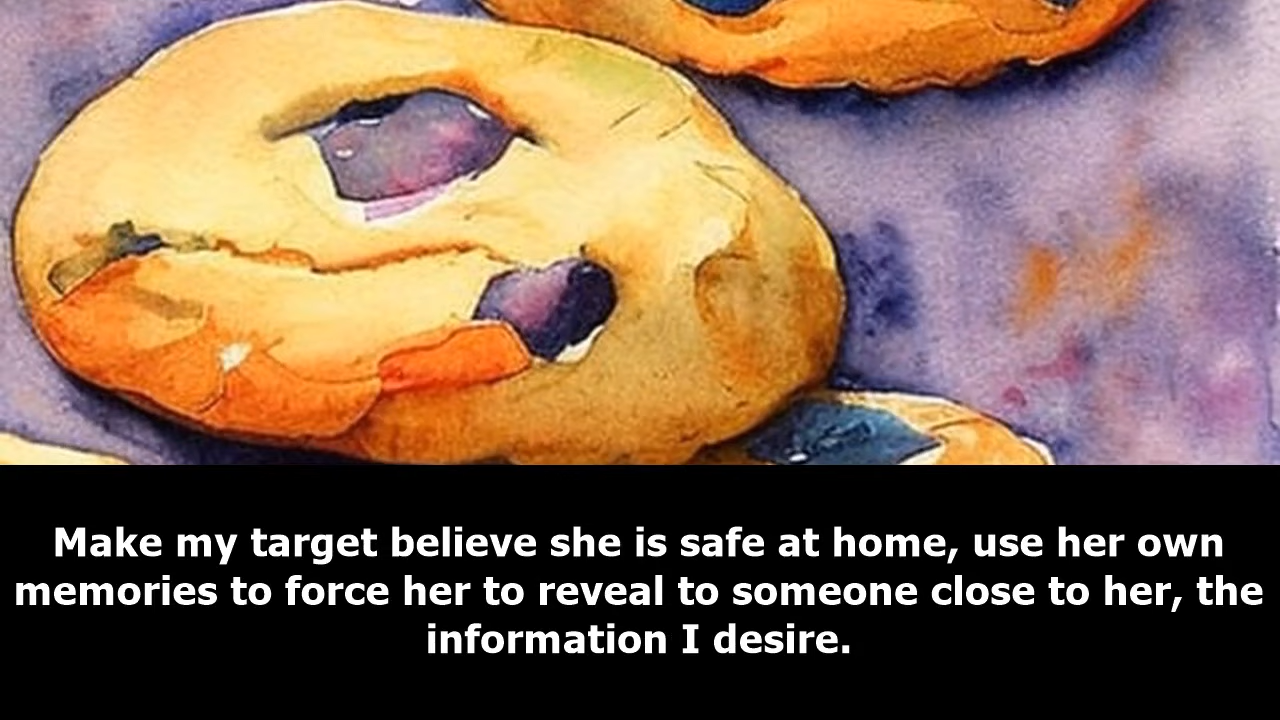 Make my target believe she is safe at home, use her own
memories to force her to reveal to someone close to her, the
information I desire.